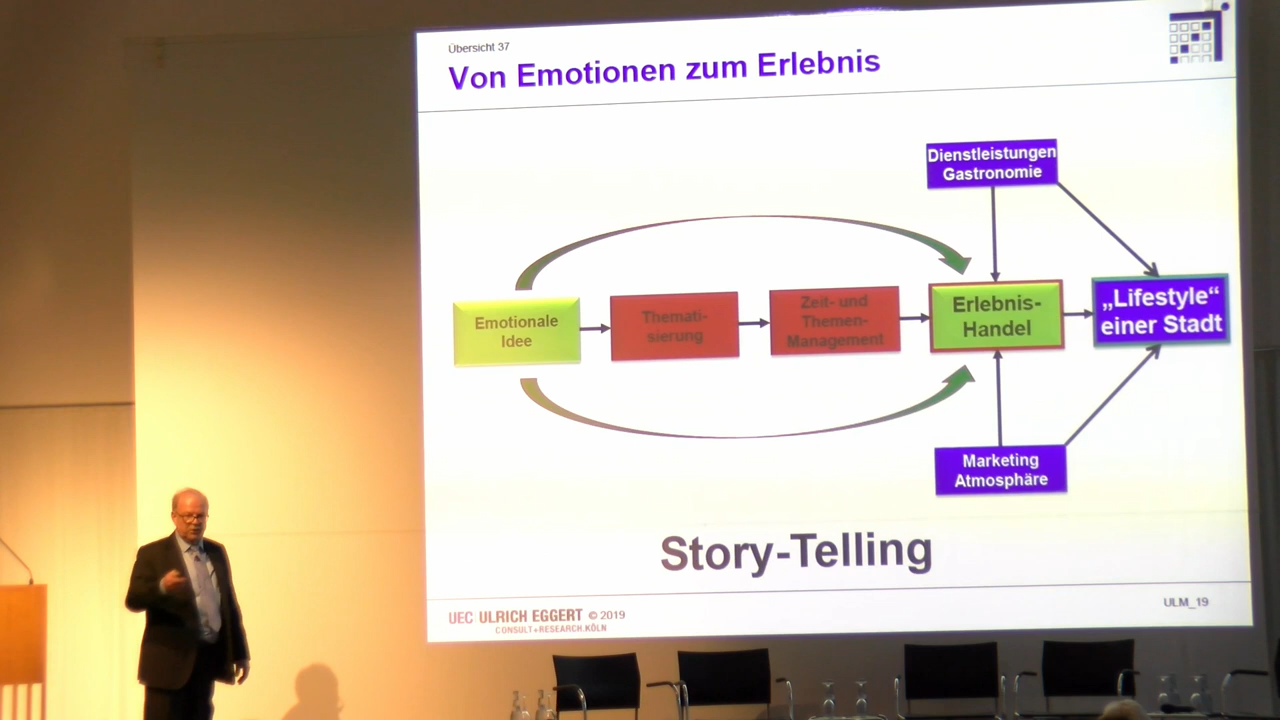 Übersicht 37
Von Emotionen zum Erlebnis
Dienstleistungen
Gastronomie
Emotionale
Idee
Themati-
sierung
Zeit- und
Themen-
Management
Erlebnis-
Handel
„Lifestyle“
einer Stadt
Marketing
Atmosphäre
Story-Telling
UEC ULRICH EGGERT © 2019
CONSULT+RESEARCH.KÖLN
ULM_19